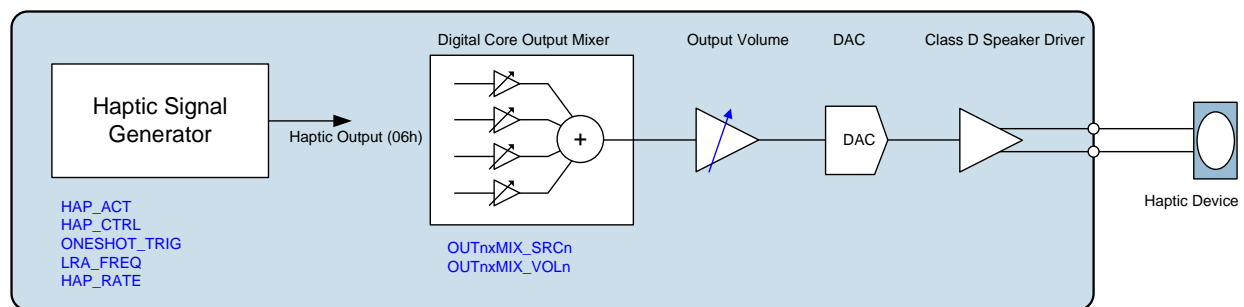 Digital Core Output Mixer
Output Volume
DAC
Class D Speaker Driver
Haptic Signal
Generator
Haptic Output (06h)
+
DAC
Haptic Device
HAP_ACT
HAP_CTRL
ONESHOT_TRIG
LRA_FREQ
HAP_RATE
OUTnxMIX_SRCn
OUTnxMIX_VOLn